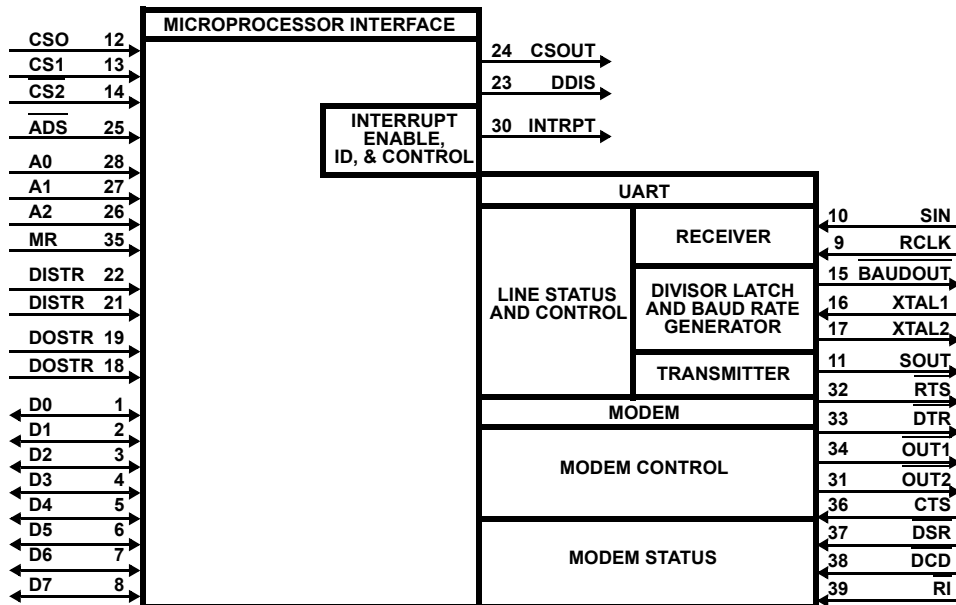 MICROPROCESSOR INTERFACE
CSO 12
CS1 13
CS2 14
ADS 25
A0 28
A1 27
A2 26
MR 35
DISTR 22
DISTR 21
DOSTR 19
DOSTR 18
D0 1
D1 2
D2 3
D3 4
D4 5
D5 6
D6 7
D7 8
24 CSOUT
23 DDIS
INTERRUPT
ENABLE,
ID, & CONTROL
30 INTRPT
UART
LINE STATUS
AND CONTROL
RECEIVER
DIVISOR LATCH
AND BAUD RATE
GENERATOR
TRANSMITTER
MODEM
MODEM CONTROL
MODEM STATUS
10 SIN
9 RCLK
15 BAUDOUT
16 XTAL1
17 XTAL2
11 SOUT
32 RTS
33 DTR
34 OUT1
31 OUT2
36 CTS
37 DSR
38 DCD
39 RI